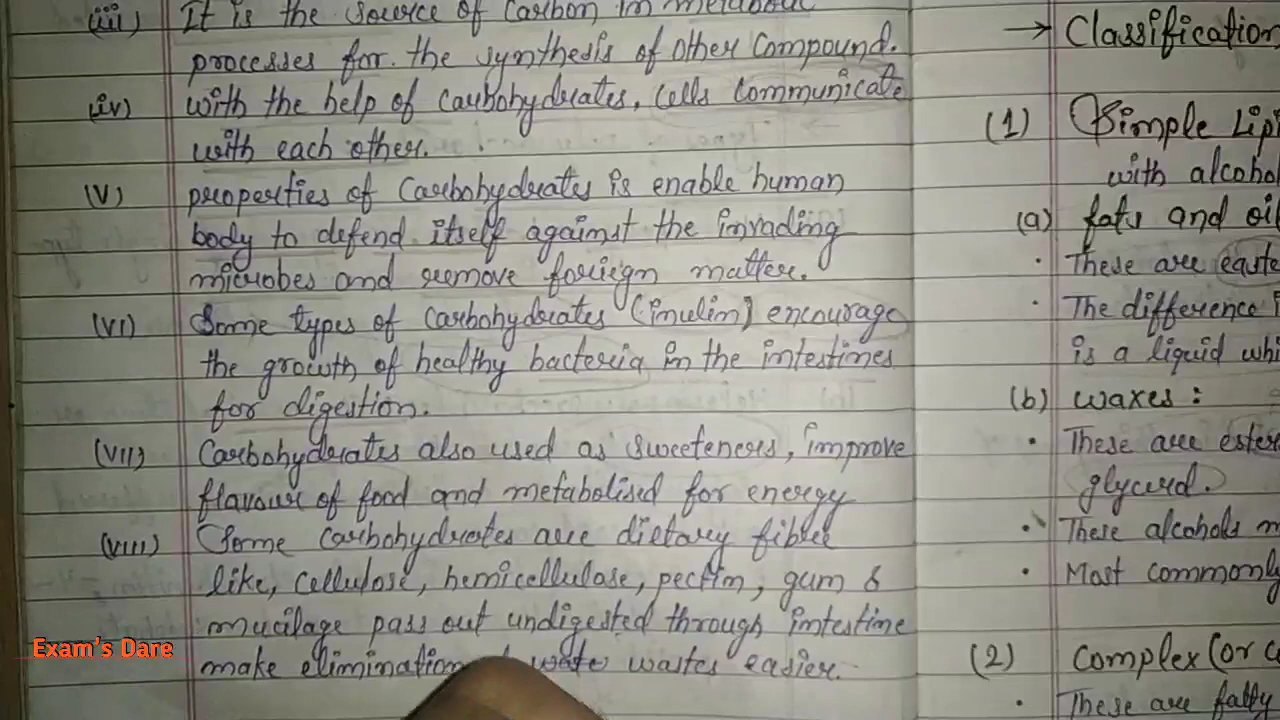 (iii) It is the source of Carbon in metabolic
processes for the synthesis of other Compound.
(iv) with the help of carbohydrates, cells communicate
with each other.
(V) properties of Carbohydrates is enable human
body to defend itself against the invading
microbes and remove foriegn matter.
(VI) Some types of Carbohydrates (inulin) encourage
the growth of healthy bacteria in the intestines
for digestion.
(VII) Carbohydrates also used as sweeteners, improve
flavour of food and metabolised for energy
(VIII) Some Carbohydrates are dietary fibre
like, cellulose, hemicellulose, pectin, gum &
mucilage pass out undigested through intestine
make elimination wastes easier.
→ Classification
(1) Simple Lip
with alcoho
(a) fats and oil
• These are
• The difference i
is a liquid whi
(b) waxes :
• These are ester
glycerol.
• These alcohols m
• Most commonly
(2) Complex (or c
• These are fatty
Exam's Dare